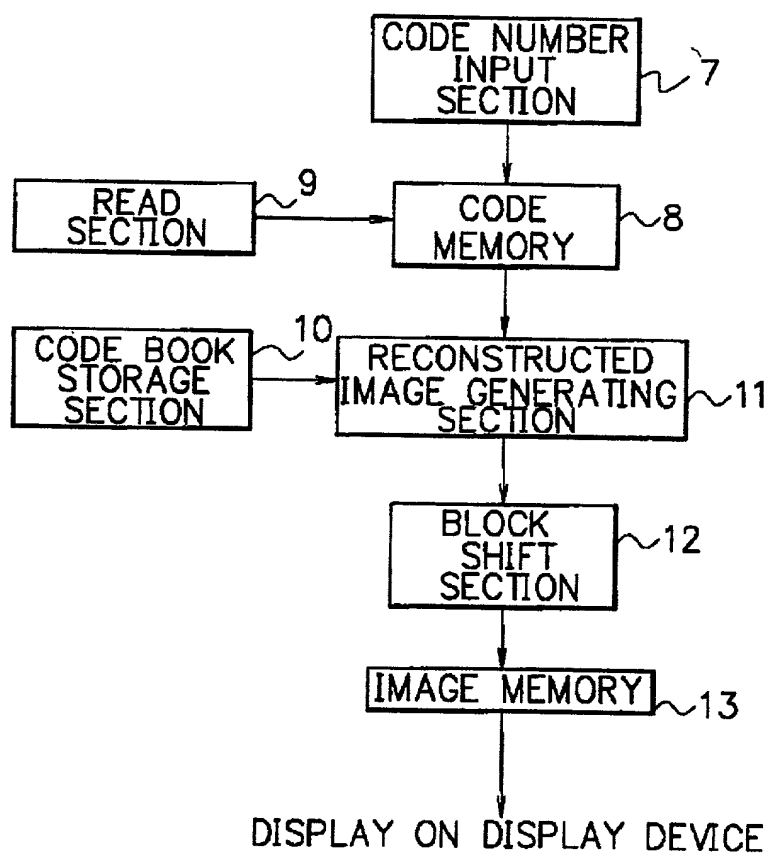 CODE NUMBER
INPUT
SECTION
7
READ
SECTION
9
CODE
MEMORY
8
CODE BOOK
STORAGE
SECTION
10
RECONSTRUCTED
IMAGE GENERATING
SECTION
11
BLOCK
SHIFT
SECTION
12
IMAGE MEMORY
13
DISPLAY ON DISPLAY DEVICE